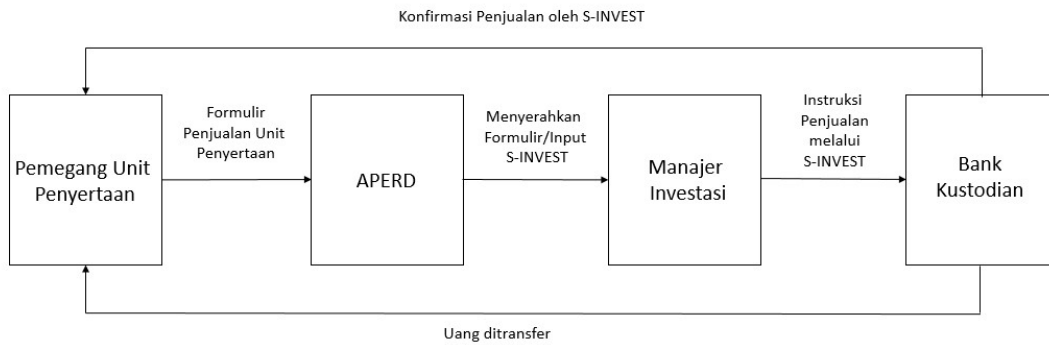 Konfirmasi Penjualan oleh S-INVEST
Pemegang Unit
Penyertaan
Formulir
Penjualan Unit
Penyertaan
APERD
Menyerahkan
Formulir/Input
S-INVEST
Manajer
Investasi
Instruksi
Penjualan
melalui
S-INVEST
Bank
Kustodian
Uang ditransfer